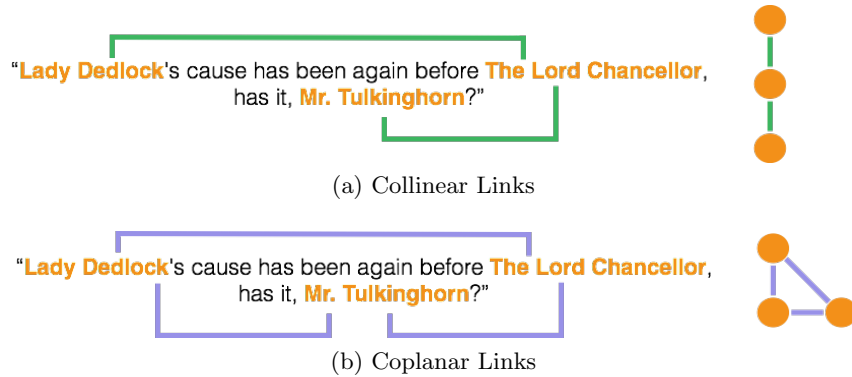 “Lady Dedlock's cause has been again before The Lord Chancellor,
has it, Mr. Tulkinghorn?”
(a) Collinear Links
“Lady Dedlock's cause has been again before The Lord Chancellor,
has it, Mr. Tulkinghorn?”
(b) Coplanar Links